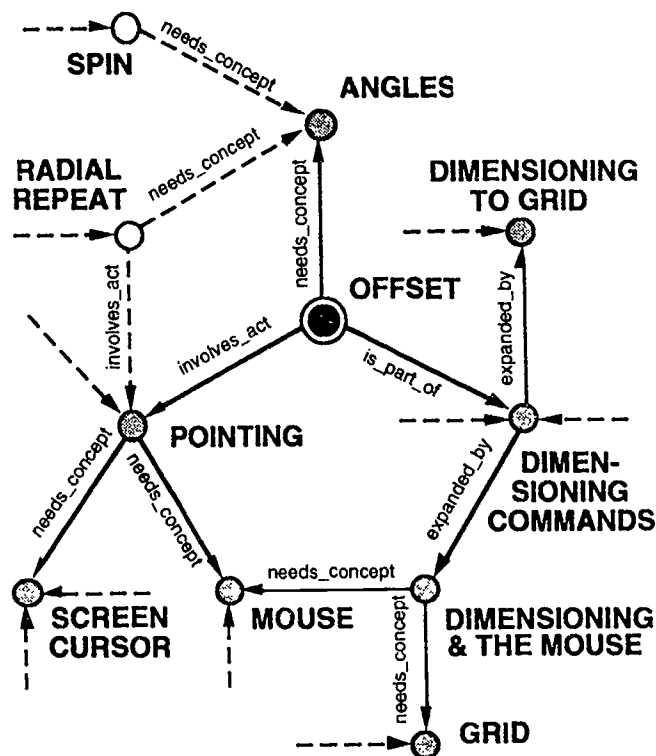 needs_concept
SPIN
ANGLES
RADIAL
REPEAT
needs_concept
DIMENSIONING
TO GRID
needs_concept
involves_act
OFFSET
expanded_by
involves_act
is_part_of
POINTING
needs_concept
needs_concept
expanded_by
DIMEN-
SIONING
COMMANDS
needs_concept
SCREEN
CURSOR
MOUSE
needs_concept
DIMENSIONING
& THE MOUSE
GRID